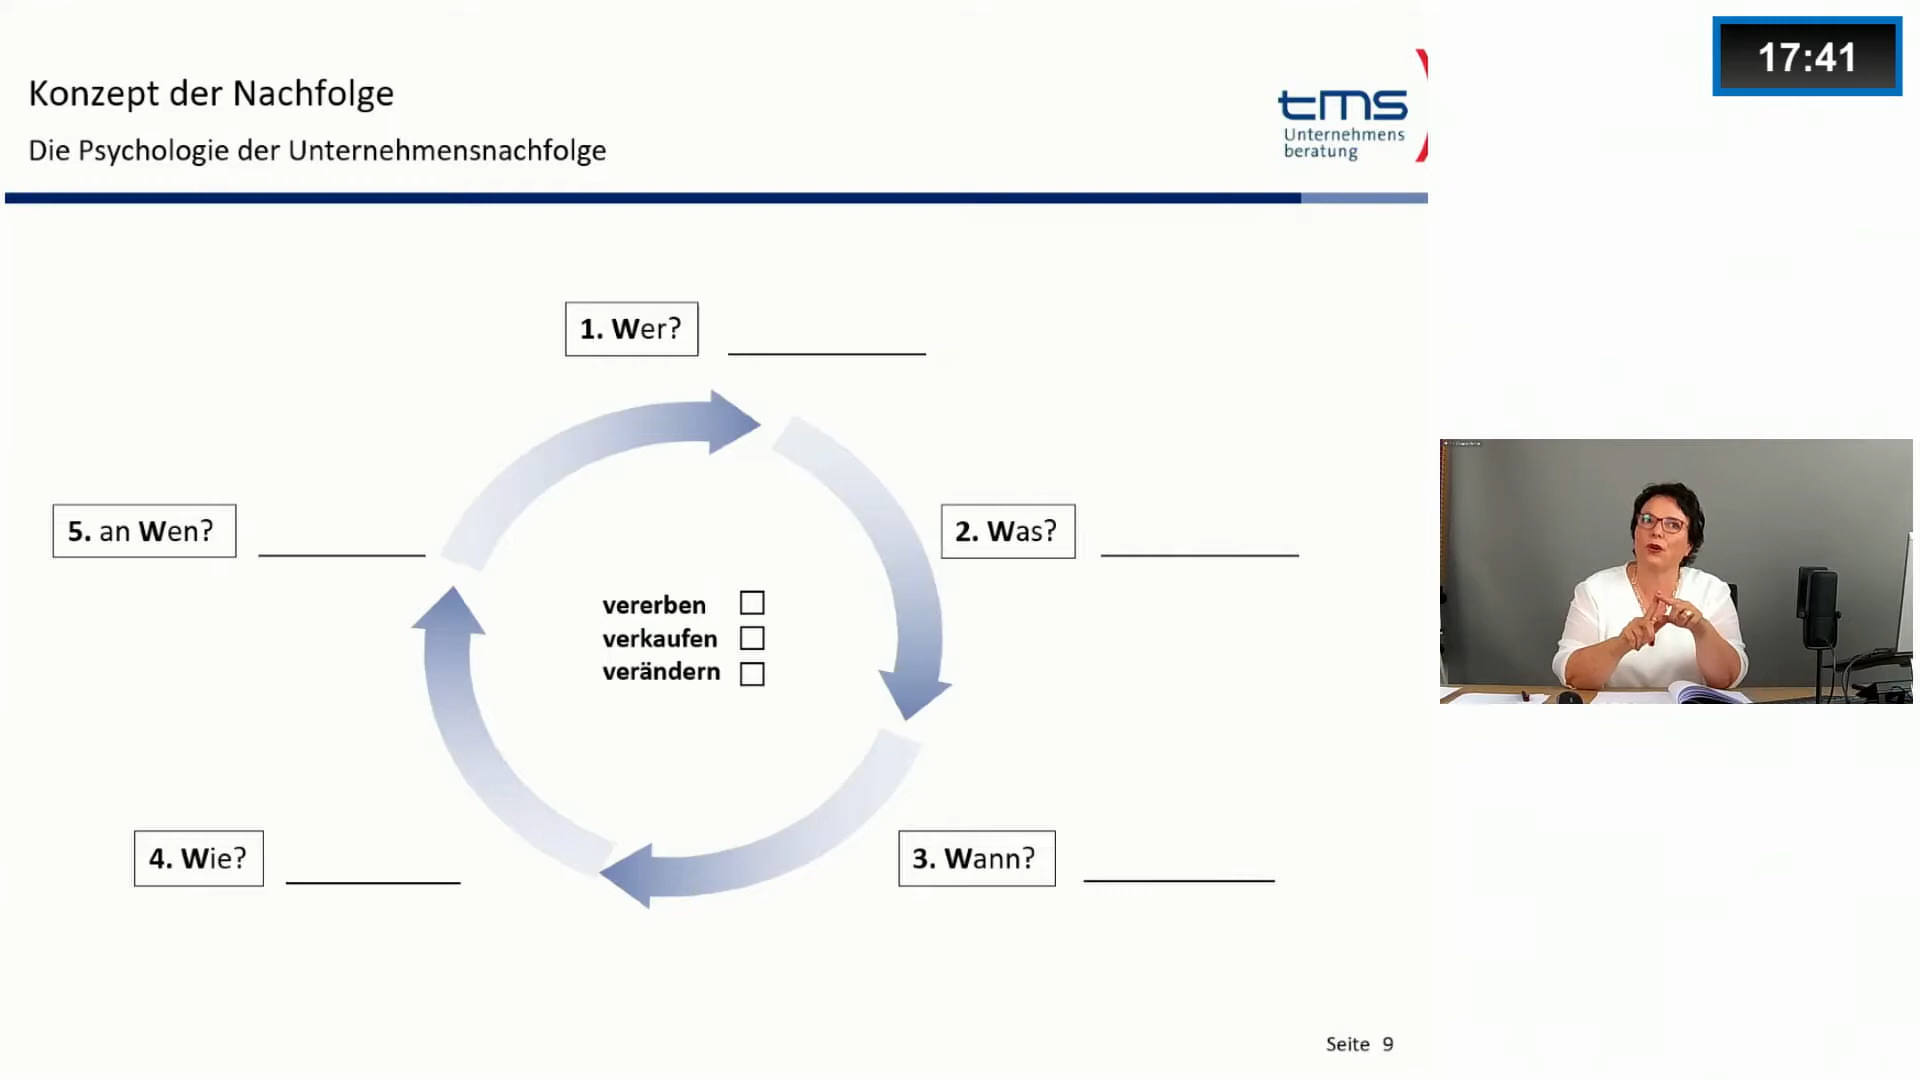 17:41
Konzept der Nachfolge
Die Psychologie der Unternehmensnachfolge
tms
Unternehmens
beratung
1. Wer?
5. an Wen?
2. Was?
vererben
verkaufen
verändern
4. Wie?
3. Wann?
Seite 9